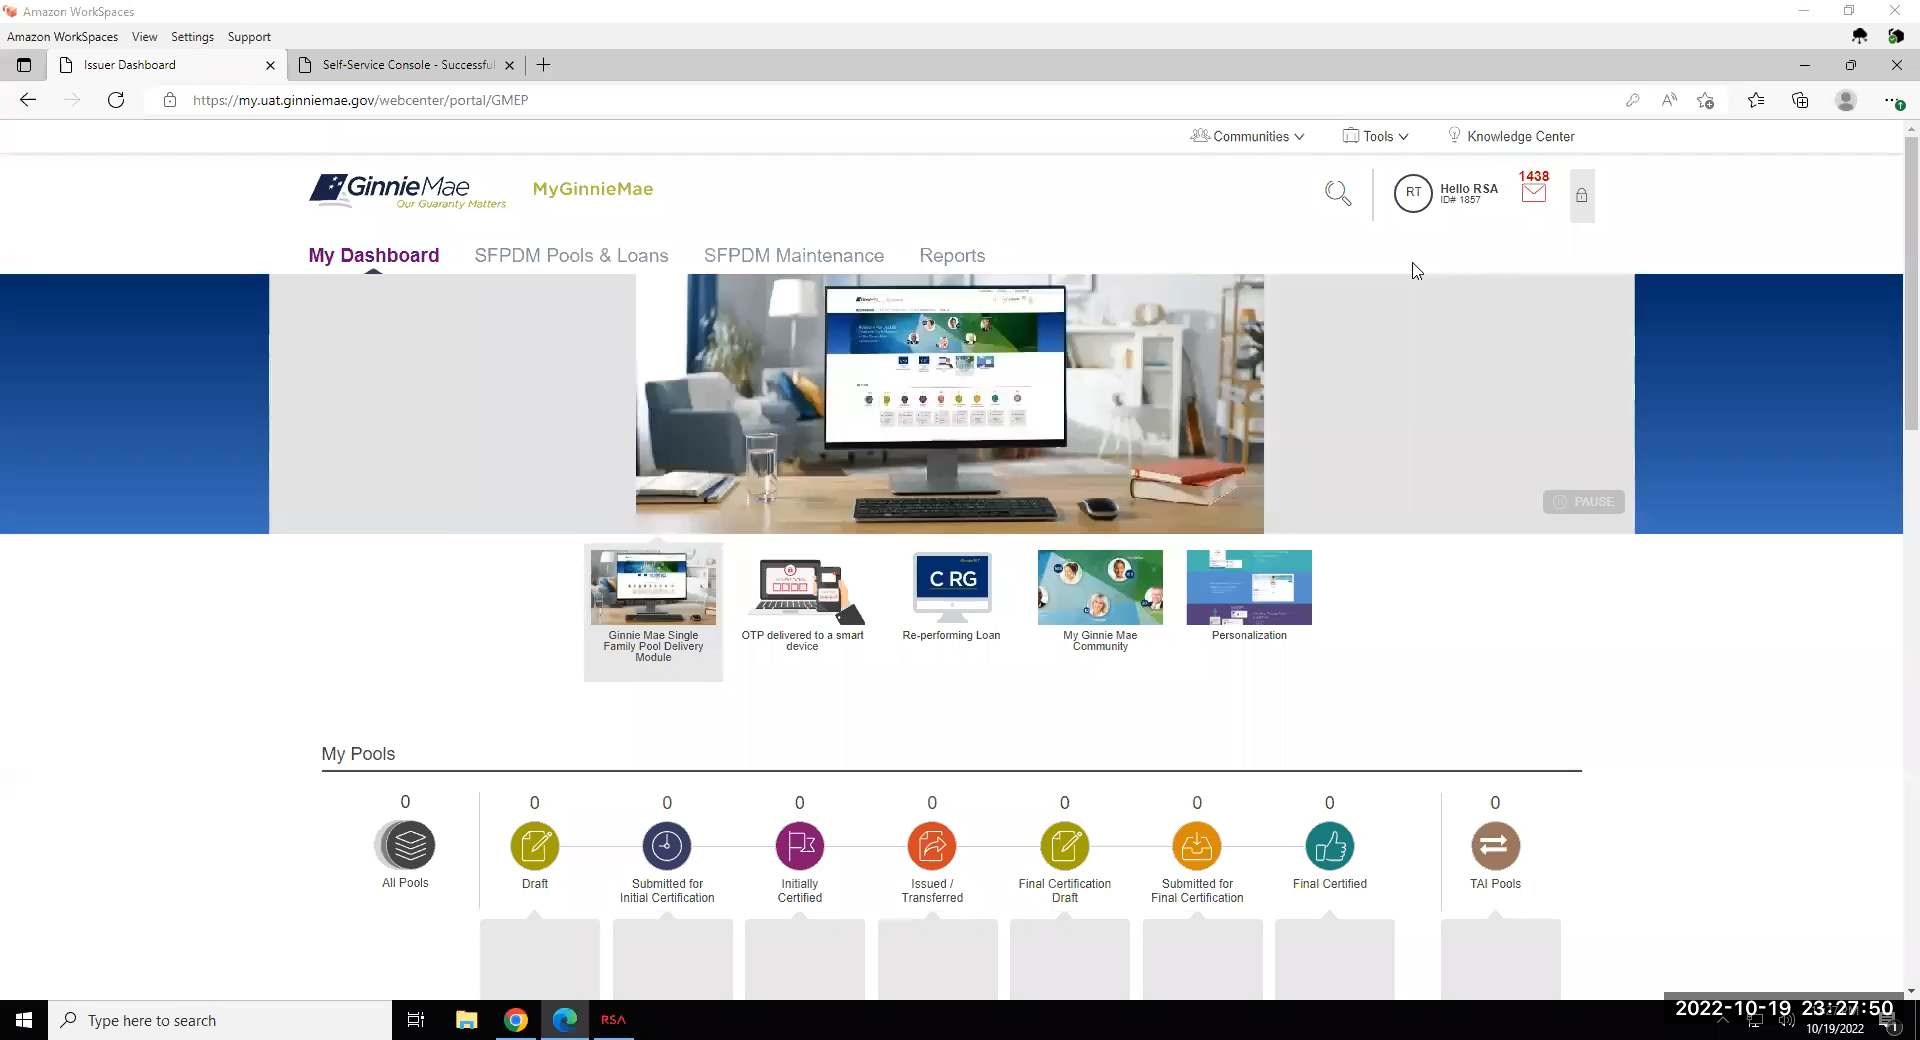 Amazon WorkSpaces
Amazon WorkSpaces View Settings Support
Issuer Dashboard
Self-Service Console - Successful
https://my.uat.ginniemae.gov/webcenter/portal/GMEP
Communities Tools Knowledge Center
GinnieMae
Our Guaranty Matters
MyGinnieMae
RT
Hello RSA
ID# 1857
1438
My Dashboard SFPDM Pools & Loans SFPDM Maintenance Reports
PAUSE
C RG
Ginnie Mae Single
Family Pool Delivery
Module
OTP delivered to a smart
device
Re-performing Loan
My Ginnie Mae
Community
Personalization
My Pools
0 0 0 0 0 0 0 0 0
All Pools
Draft
Submitted for
Initial Certification
Initially
Certified
Issued /
Transferred
Final Certification
Draft
Submitted for
Final Certification
Final Certified
TAI Pools
Type here to search
RSA
2022-10-19 23:27:50
10/19/2022
1